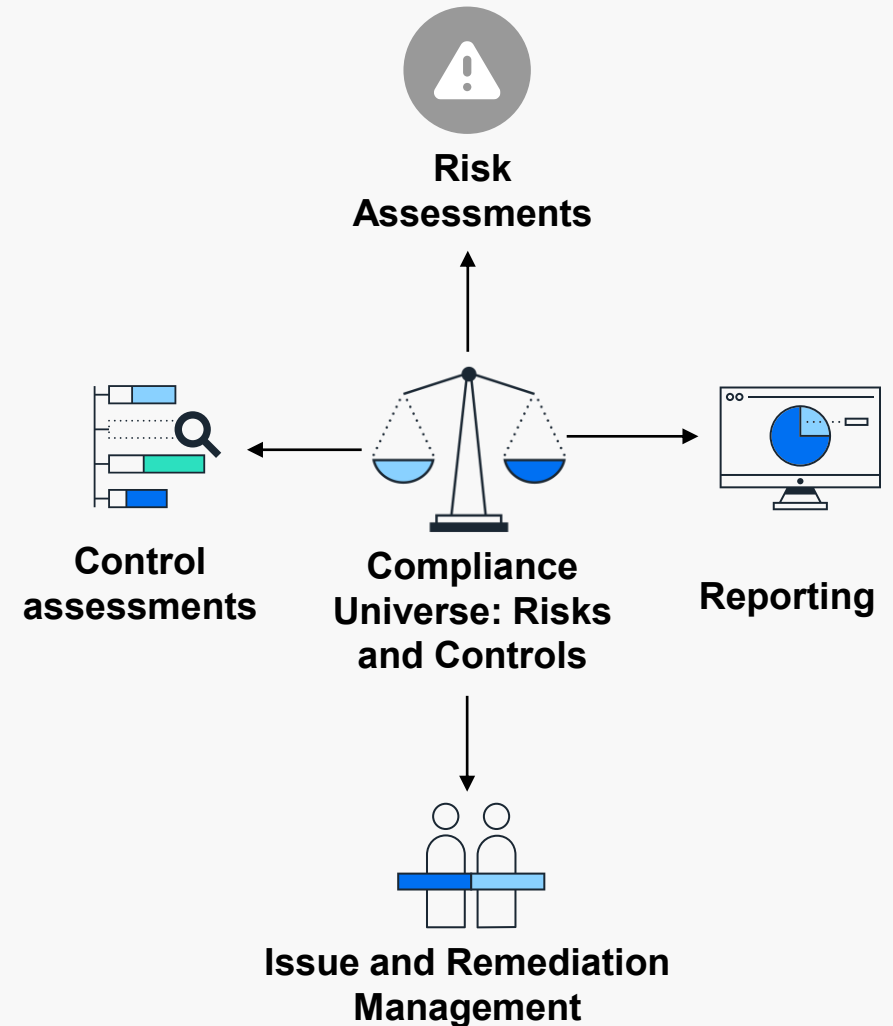 Risk
Assessments
Control
assessments
Compliance
Universe: Risks
and Controls
Reporting
Issue and Remediation
Management